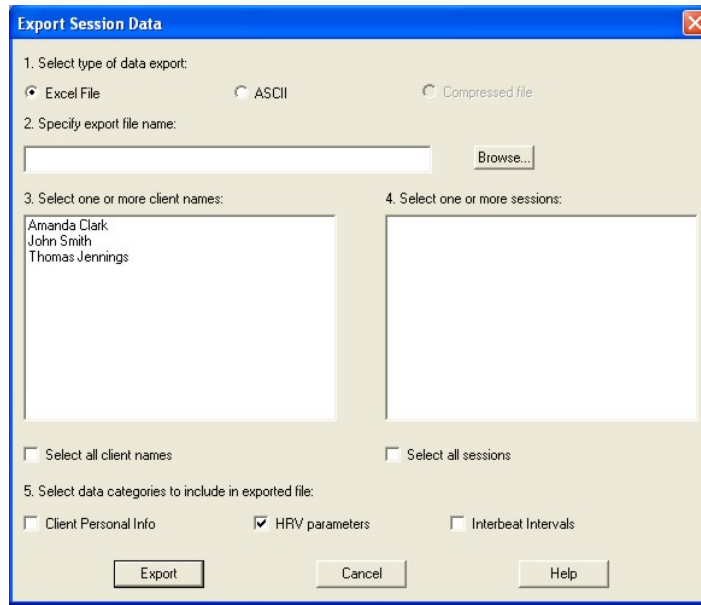 Export Session Data
1. Select type of data export:
Excel File ASCII Compressed file
2. Specify export file name:
Browse...
3. Select one or more client names:
Amanda Clark
John Smith
Thomas Jennings
4. Select one or more sessions:
Select all client names
Select all sessions
5. Select data categories to include in exported file:
Client Personal Info HRV parameters Interbeat Intervals
Export Cancel Help